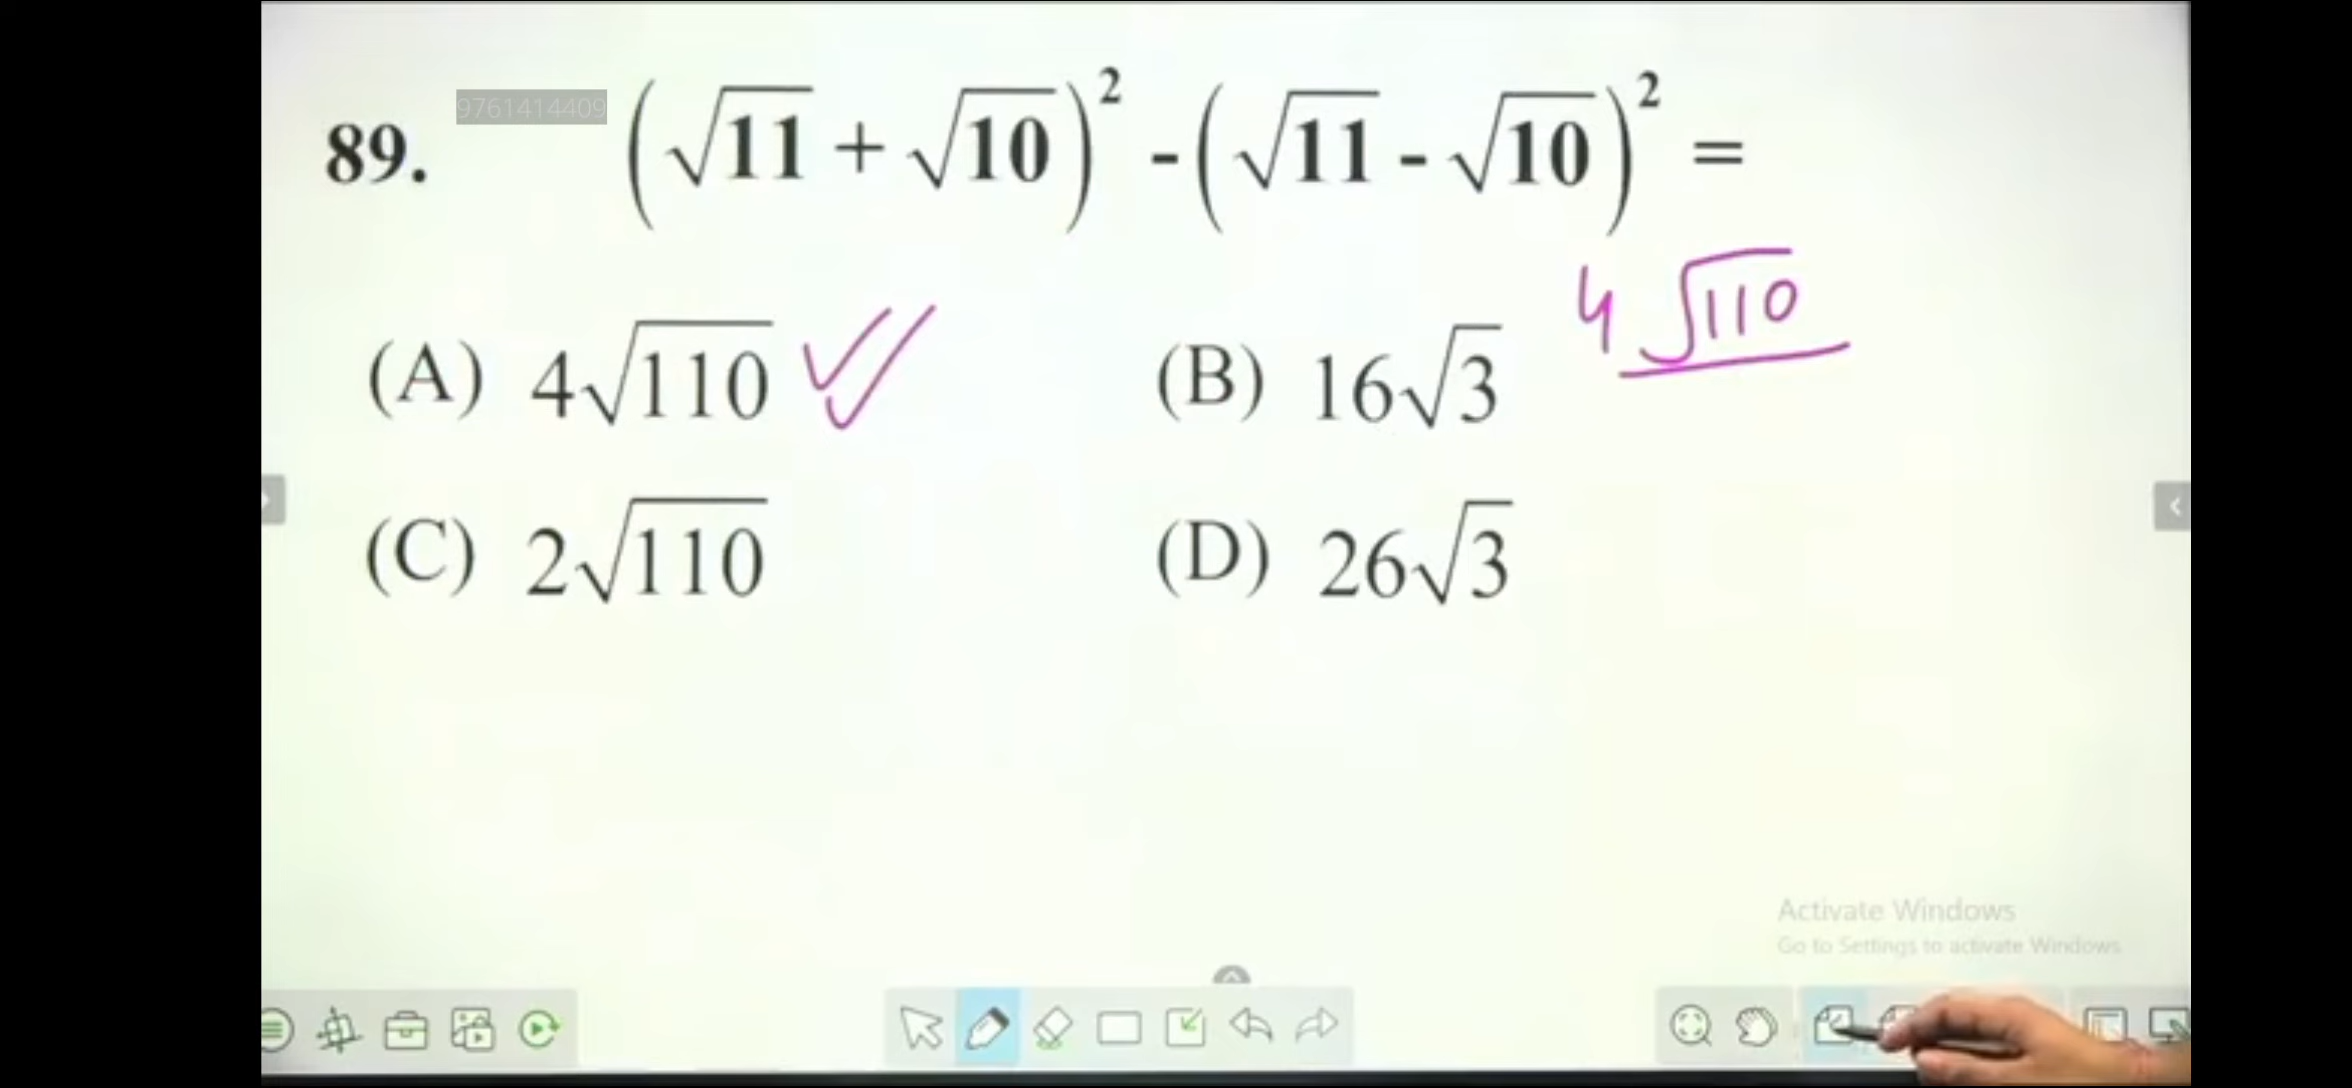 9761414409
89. (√11 + √10)² - (√11 - √10)² =
4√110
(A) 4√110 (B) 16√3
(C) 2√110 (D) 26√3
Activate Windows
Go to Settings to activate Windows.